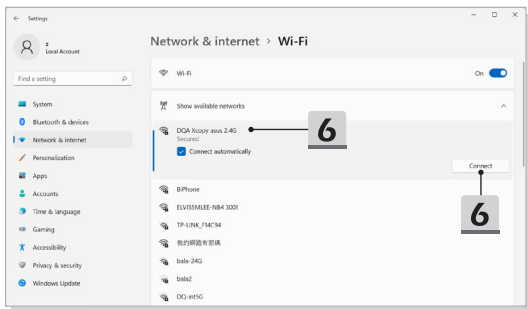 Settings
z
Local Account
Find a setting
System
Bluetooth & devices
Network & internet
Personalization
Apps
Accounts
Time & language
Gaming
Accessibility
Privacy & security
Windows Update
Network & internet > Wi-Fi
Wi-Fi
On
Show available networks
DQA Xcopy asus 2.4G
6
Secured
Connect automatically
Connect
6
BiPhone
ELVISSMLEE-NB4 3001
TP-LINK_F14C94
我的網路有密碼
bala-24G
bala2
DQ-int5G